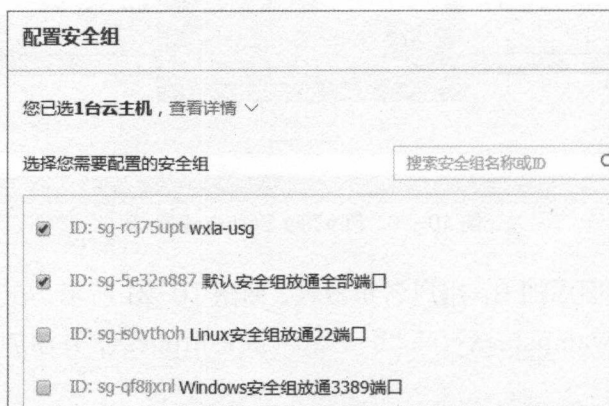 配置安全组
您已选1台云主机，查看详情
选择您需要配置的安全组
搜索安全组名称或ID
ID: sg-rcj75upt wxla-usg
ID: sg-5e32n887 默认安全组放通全部端口
ID: sg-is0vthoh Linux安全组放通22端口
ID: sg-qf8ijxnl Windows安全组放通3389端口